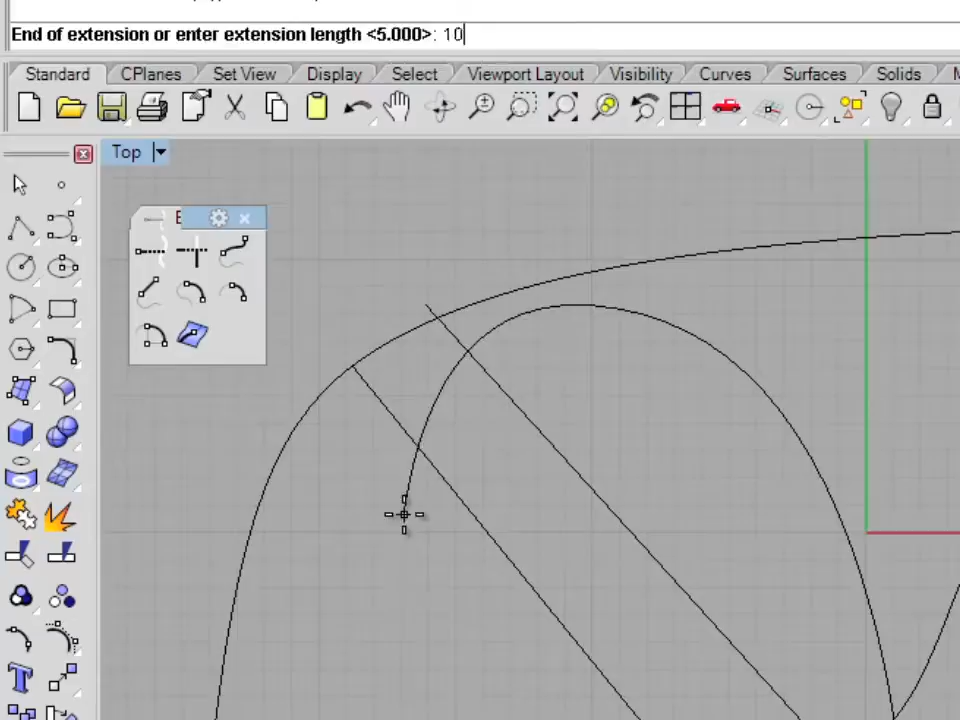 End of extension or enter extension length <5.000>: 10
Standard CPlanes Set View Display Select Viewport Layout Visibility Curves Surfaces Solids
Top